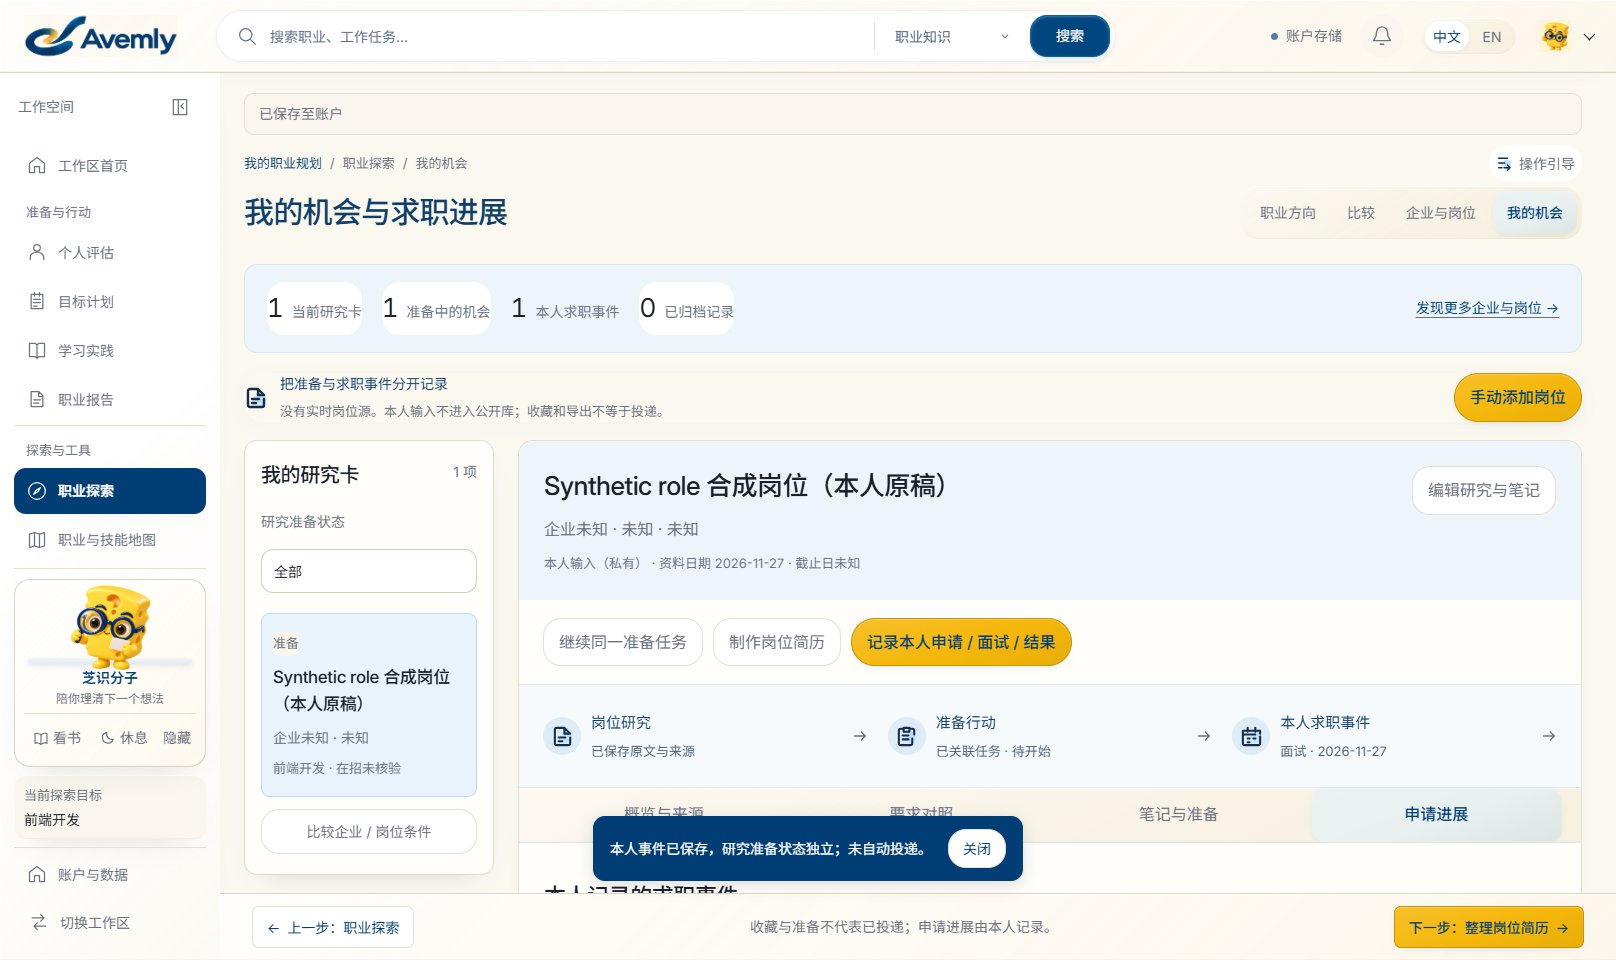 Avemly
搜索职业、工作任务...
职业知识
搜索
账户存储
中文
EN
工作空间
工作区首页
准备与行动
个人评估
目标计划
学习实践
职业报告
探索与工具
职业探索
职业与技能地图
芝识分子
陪你理清下一个想法
看书
休息
隐藏
当前探索目标
前端开发
账户与数据
切换工作区
已保存至账户
我的职业规划 / 职业探索 / 我的机会
操作引导
我的机会与求职进展
职业方向
比较
企业与岗位
我的机会
1 当前研究卡
1 准备中的机会
1 本人求职事件
0 已归档记录
发现更多企业与岗位 →
把准备与求职事件分开记录
没有实时岗位源。本人输入不进入公开库；收藏和导出不等于投递。
手动添加岗位
我的研究卡
1 项
研究准备状态
全部
准备
Synthetic role 合成岗位
（本人原稿）
企业未知 · 未知
前端开发 · 在招未核验
比较企业 / 岗位条件
Synthetic role 合成岗位（本人原稿）
企业未知 · 未知 · 未知
本人输入（私有） · 资料日期 2026-11-27 · 截止日未知
编辑研究与笔记
继续同一准备任务
制作岗位简历
记录本人申请 / 面试 / 结果
岗位研究
已保存原文与来源
→
准备行动
已关联任务 · 待开始
→
本人求职事件
面试 · 2026-11-27
→
概览与来源
要求对照
笔记与准备
申请进展
本人事件已保存，研究准备状态独立；未自动投递。
关闭
本人记录的求职事件
← 上一步：职业探索
收藏与准备不代表已投递；申请进展由本人记录。
下一步：整理岗位简历 →